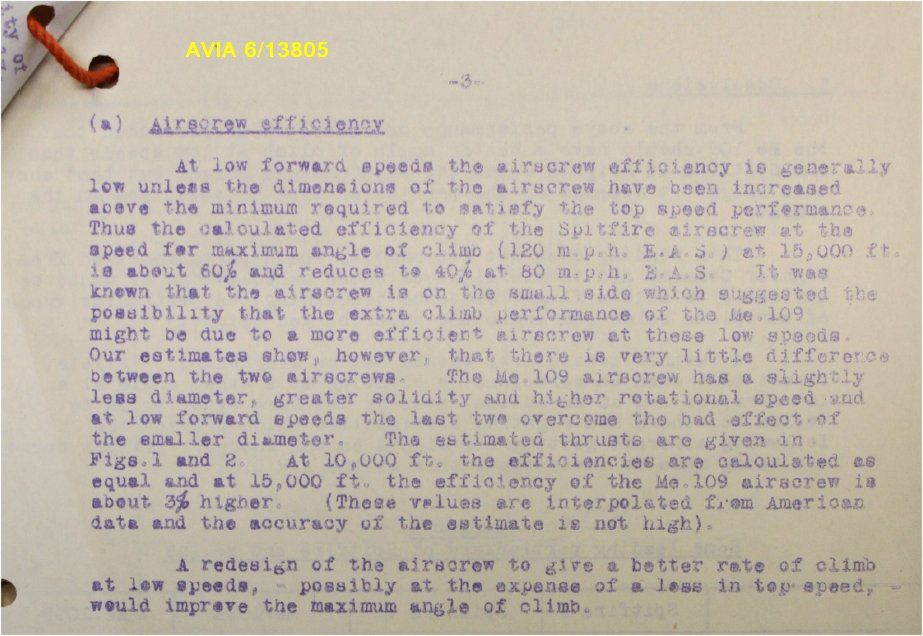 AVIA 6/13805
-3-
(a) Airscrew efficiency
At low forward speeds the airscrew efficiency is generally
low unless the dimensions of the airscrew have been increased
above the minimum required to satisfy the top speed performance.
Thus the calculated efficiency of the Spitfire airscrew at the
speed for maximum angle of climb (120 m.p.h. E.A.S.) at 15,000 ft.
is about 60% and reduces to 40% at 80 m.p.h. E.A.S. It was
known that the airscrew is on the small side which suggested the
possibility that the extra climb performance of the Me.109
might be due to a more efficient airscrew at these low speeds.
Our estimates show, however, that there is very little difference
between the two airscrews. The Me.109 airscrew has a slightly
less diameter, greater solidity and higher rotational speed and
at low forward speeds the last two overcome the bad effect of
the smaller diameter. The estimated thrusts are given in
Figs.1 and 2. At 10,000 ft. the efficiencies are calculated as
equal and at 15,000 ft. the efficiency of the Me.109 airscrew is
about 3% higher. (These values are interpolated from American
data and the accuracy of the estimate is not high).
A redesign of the airscrew to give a better rate of climb
at low speeds, - possibly at the expense of a loss in top speed, -
would improve the maximum angle of climb.